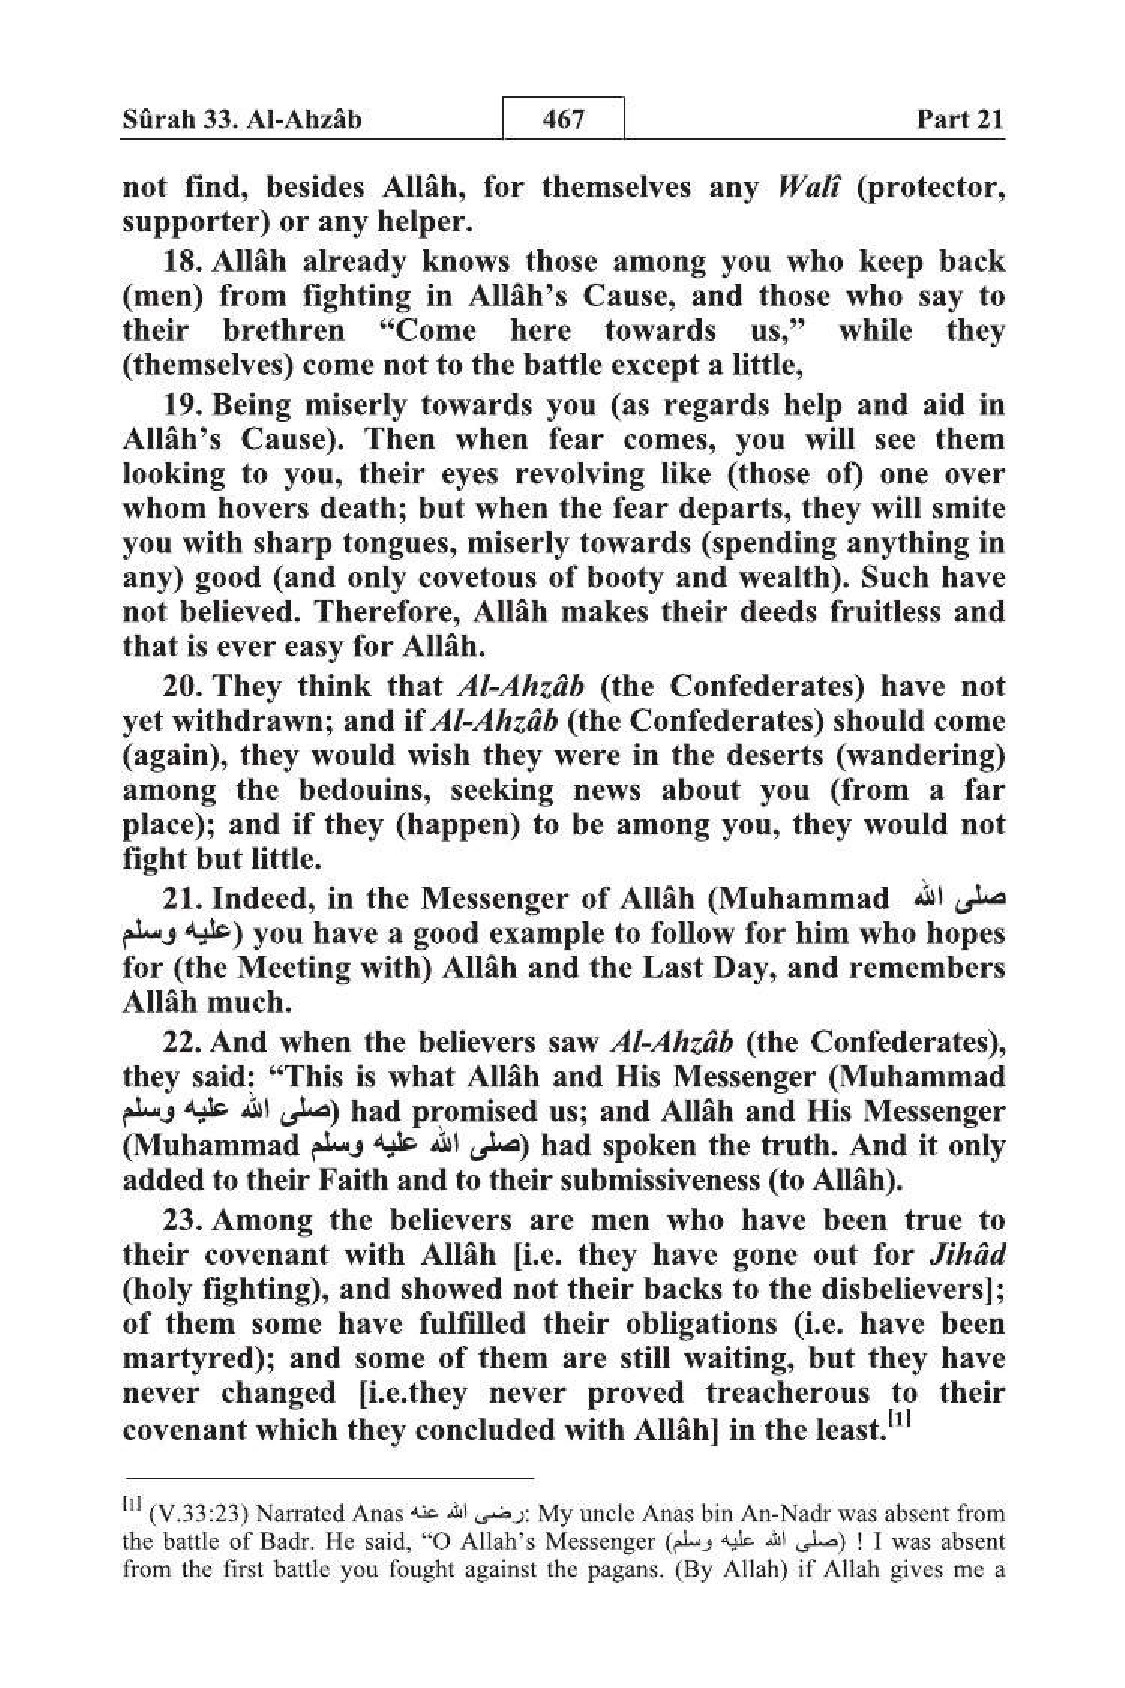 Sûrah 33. Al-Ahzâb 467 Part 21
not find, besides Allâh, for themselves any Walî (protector,
supporter) or any helper.
18. Allâh already knows those among you who keep back
(men) from fighting in Allâh’s Cause, and those who say to
their brethren “Come here towards us,” while they
(themselves) come not to the battle except a little,
19. Being miserly towards you (as regards help and aid in
Allâh’s Cause). Then when fear comes, you will see them
looking to you, their eyes revolving like (those of) one over
whom hovers death; but when the fear departs, they will smite
you with sharp tongues, miserly towards (spending anything in
any) good (and only covetous of booty and wealth). Such have
not believed. Therefore, Allâh makes their deeds fruitless and
that is ever easy for Allâh.
20. They think that Al-Ahzâb (the Confederates) have not
yet withdrawn; and if Al-Ahzâb (the Confederates) should come
(again), they would wish they were in the deserts (wandering)
among the bedouins, seeking news about you (from a far
place); and if they (happen) to be among you, they would not
fight but little.
21. Indeed, in the Messenger of Allâh (Muhammad صلى الله
عليه وسلم) you have a good example to follow for him who hopes
for (the Meeting with) Allâh and the Last Day, and remembers
Allâh much.
22. And when the believers saw Al-Ahzâb (the Confederates),
they said: “This is what Allâh and His Messenger (Muhammad
صلى الله عليه وسلم) had promised us; and Allâh and His Messenger
(Muhammad صلى الله عليه وسلم) had spoken the truth. And it only
added to their Faith and to their submissiveness (to Allâh).
23. Among the believers are men who have been true to
their covenant with Allâh [i.e. they have gone out for Jihâd
(holy fighting), and showed not their backs to the disbelievers];
of them some have fulfilled their obligations (i.e. have been
martyred); and some of them are still waiting, but they have
never changed [i.e.they never proved treacherous to their
covenant which they concluded with Allâh] in the least.[1]
[1] (V.33:23) Narrated Anas رضى الله عنه: My uncle Anas bin An-Nadr was absent from
the battle of Badr. He said, “O Allah’s Messenger (صلى الله عليه وسلم) ! I was absent
from the first battle you fought against the pagans. (By Allah) if Allah gives me a